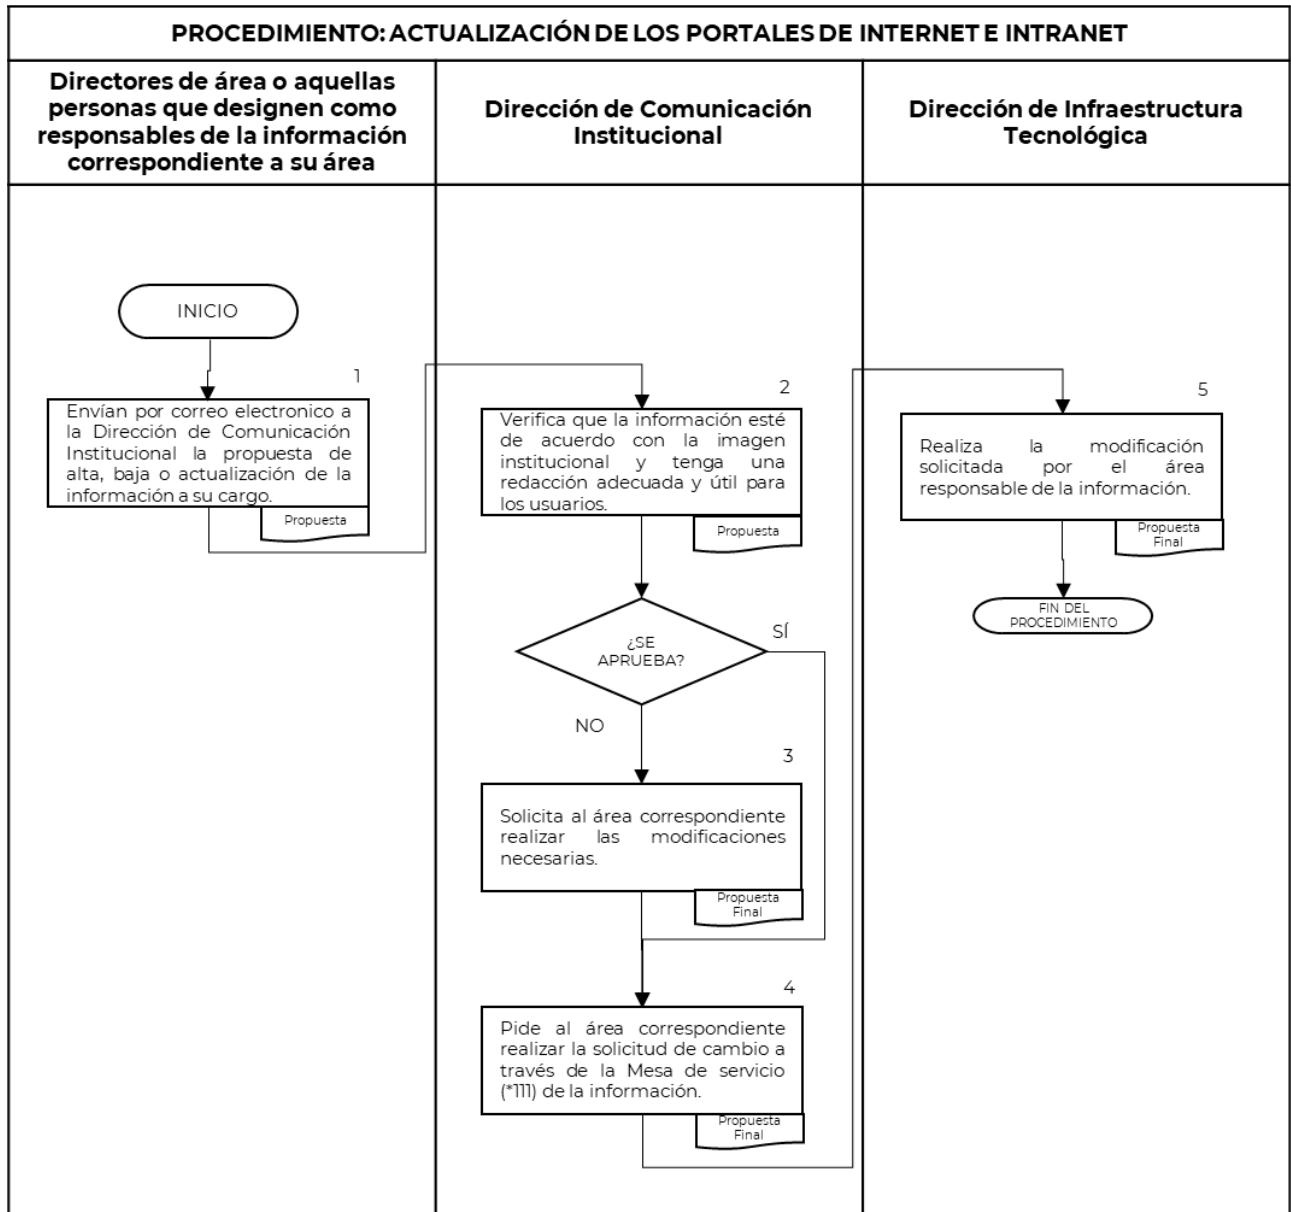 PROCEDIMIENTO: ACTUALIZACIÓN DE LOS PORTALES DE INTERNET E INTRANET
Directores de área o aquellas
personas que designen como
responsables de la información
correspondiente a su área
Dirección de Comunicación
Institucional
Dirección de Infraestructura
Tecnológica
INICIO
1
Envían por correo electronico a
la Dirección de Comunicación
Institucional la propuesta de
alta, baja o actualización de la
información a su cargo.
Propuesta
2
Verifica que la información esté
de acuerdo con la imagen
institucional y tenga una
redacción adecuada y útil para
los usuarios.
Propuesta
¿SE
APRUEBA?
SÍ
NO
3
Solicita al área correspondiente
realizar las modificaciones
necesarias.
Propuesta
Final
4
Pide al área correspondiente
realizar la solicitud de cambio a
través de la Mesa de servicio
(*111) de la información.
Propuesta
Final
5
Realiza la modificación
solicitada por el área
responsable de la información.
Propuesta
Final
FIN DEL
PROCEDIMIENTO